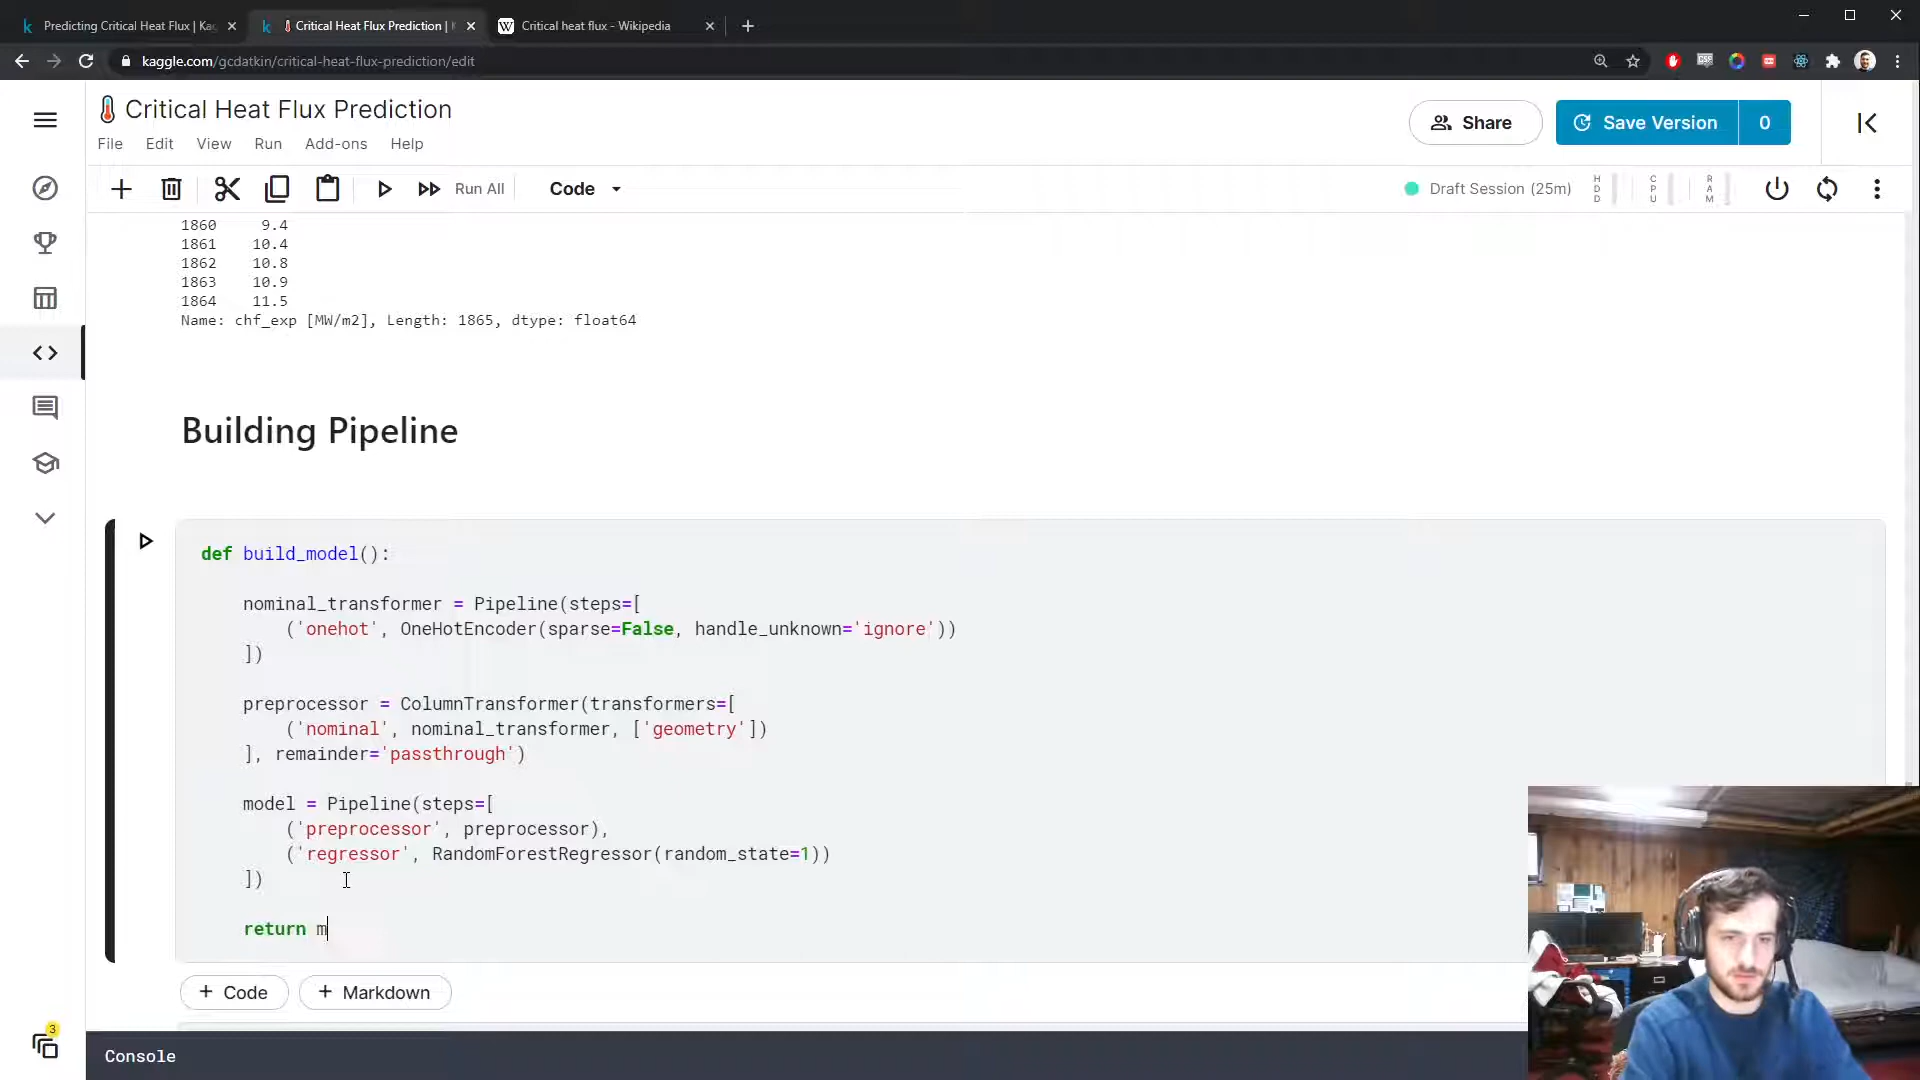 Predicting Critical Heat Flux | Ka
Critical Heat Flux Prediction |
W Critical heat flux - Wikipedia
kaggle.com/gcdatkin/critical-heat-flux-prediction/edit
Critical Heat Flux Prediction
File Edit View Run Add-ons Help
Share
Save Version 0
Run All
Code
Draft Session (25m)
HDD
CPU
RAM
1860 9.4
1861 10.4
1862 10.8
1863 10.9
1864 11.5
Name: chf_exp [MW/m2], Length: 1865, dtype: float64
Building Pipeline
def build_model():
nominal_transformer = Pipeline(steps=[
('onehot', OneHotEncoder(sparse=False, handle_unknown='ignore'))
])
preprocessor = ColumnTransformer(transformers=[
('nominal', nominal_transformer, ['geometry'])
], remainder='passthrough')
model = Pipeline(steps=[
('preprocessor', preprocessor),
('regressor', RandomForestRegressor(random_state=1))
])
return m
+ Code
+ Markdown
3
Console